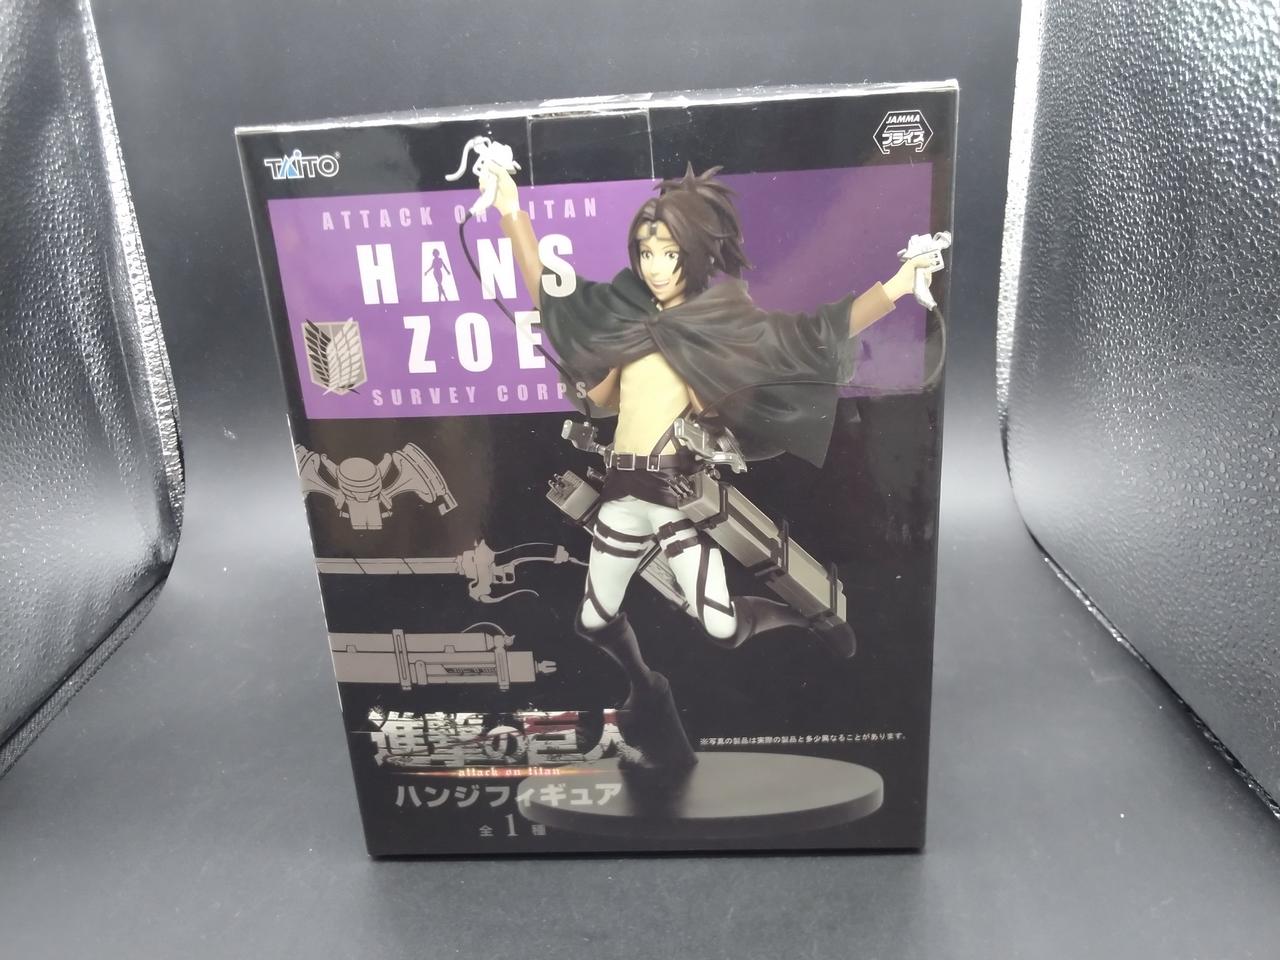 TAITO®
JAMMA
プライズ
ATTACK ON TITAN
HANS
ZOE
SURVEY CORPS
進撃の巨人
attack on titan
ハンジフィギュア
全1種
※写真の製品は実際の製品と多少異なることがあります。